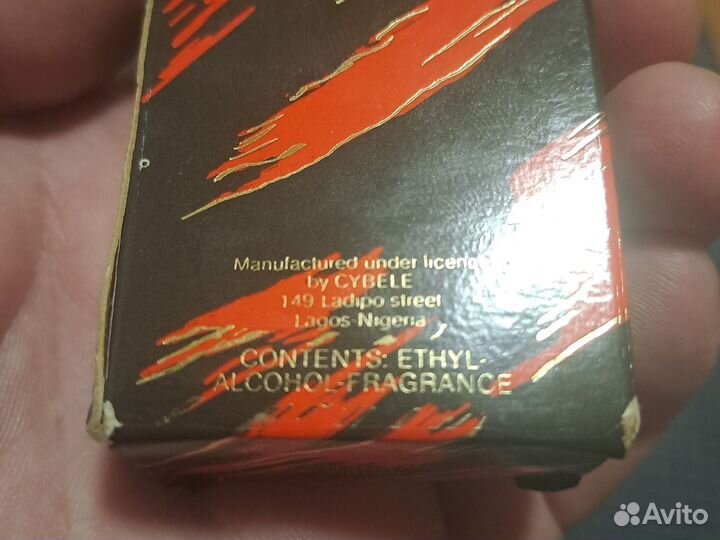 Manufactured under licence
by CYBELE
149 Ladipo street
Lagos-Nigeria
CONTENTS: ETHYL-
ALCOHOL-FRAGRANCE
Avito